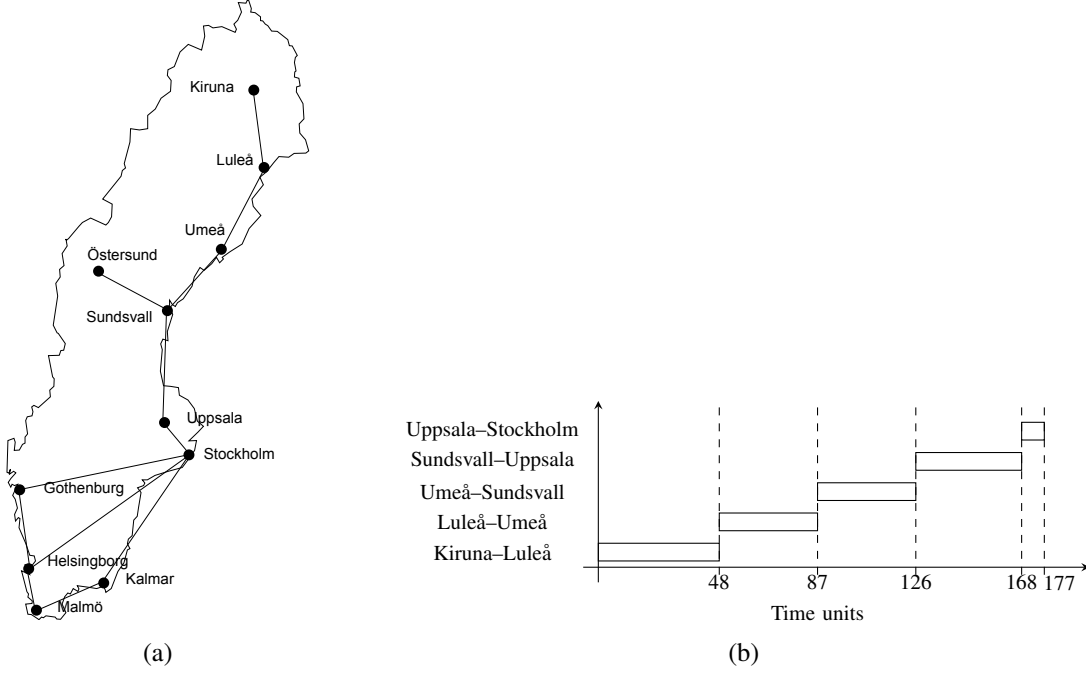 Kiruna
Luleå
Umeå
Östersund
Sundsvall
Uppsala
Stockholm
Gothenburg
Helsingborg
Kalmar
Malmö
(a)
Uppsala–Stockholm
Sundsvall–Uppsala
Umeå–Sundsvall
Luleå–Umeå
Kiruna–Luleå
48 87 126 168 177
Time units
(b)